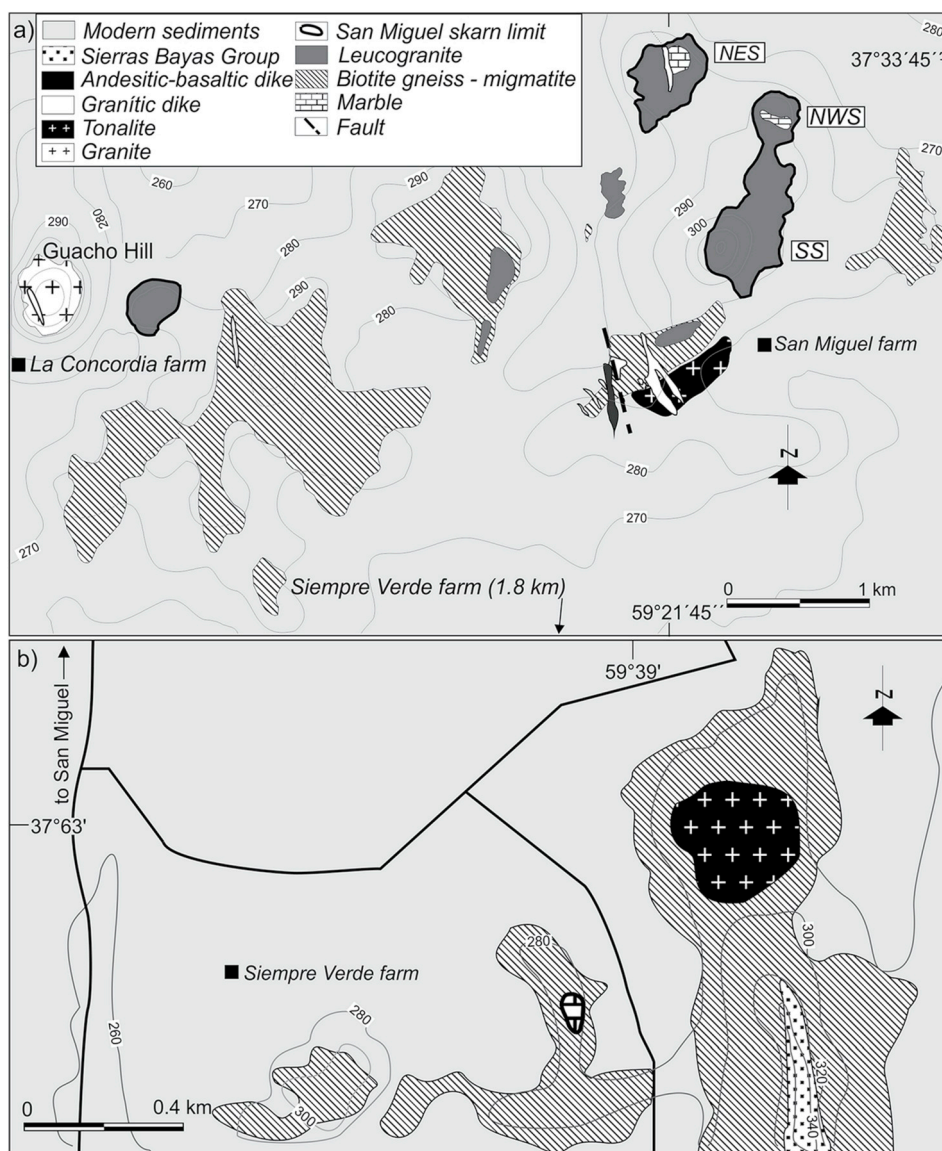 a)
Modern sediments
Sierras Bayas Group
Andesitic-basaltic dike
Granitic dike
Tonalite
Granite
San Miguel skarn limit
Leucogranite
Biotite gneiss - migmatite
Marble
Fault
280
37°33´45´´
NES
NWS
270
260
270
280
290
290
300
SS
290
280
Guacho Hill
290
280
280
La Concordia farm
San Miguel farm
N
280
270
270
Siempre Verde farm (1.8 km)
0 1 km
59°21´45´´
b)
to San Miguel
59°39'
N
37°63'
280
300
Siempre Verde farm
260
280
300
320
340
0 0.4 km